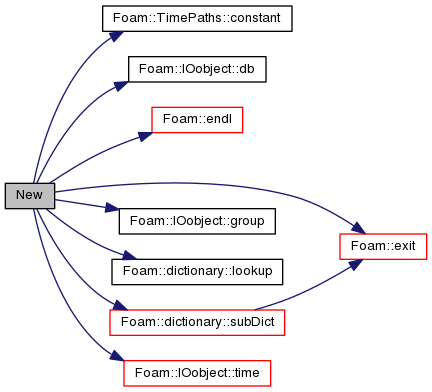 Foam::TimePaths::constant
Foam::IOobject::db
Foam::endl
New
Foam::IOobject::group
Foam::exit
Foam::dictionary::lookup
Foam::dictionary::subDict
Foam::IOobject::time